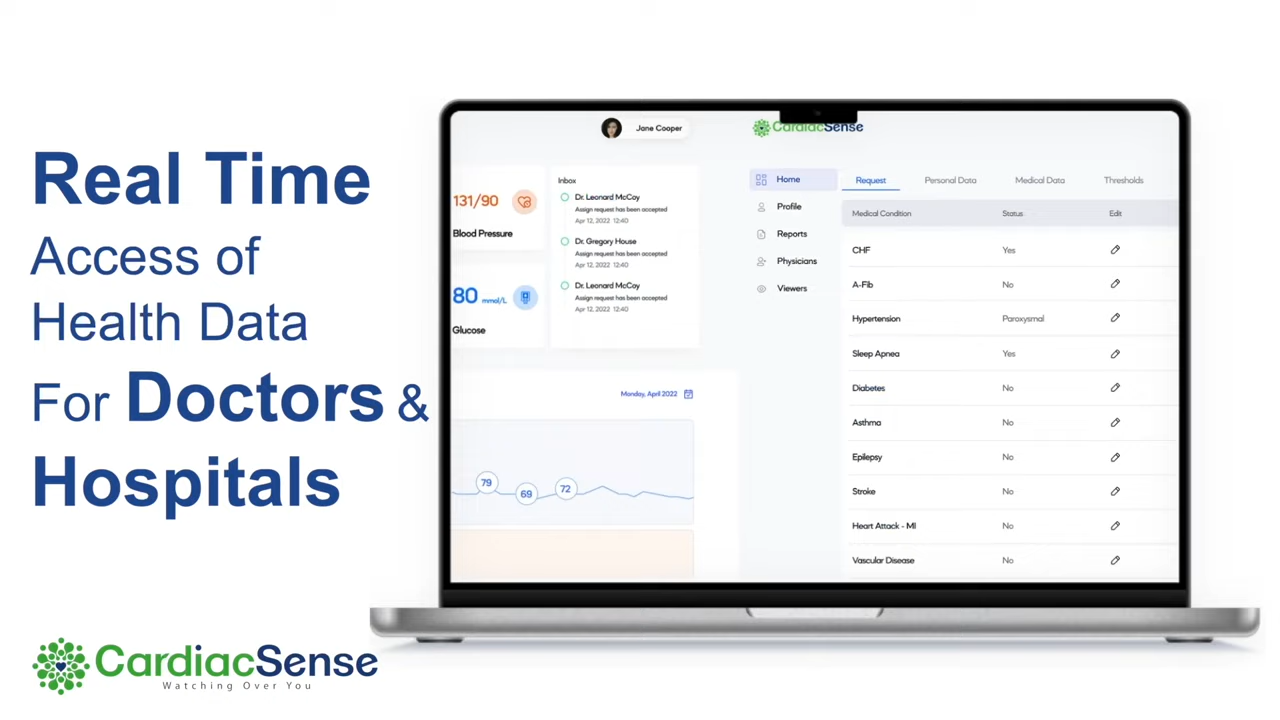 Real Time
Access of
Health Data
For Doctors &
Hospitals
CardiacSense
Watching Over You
Jane Cooper
131/90
Blood Pressure
80 mmol/L
Glucose
Inbox
Dr. Leonard McCoy
Assign request has been accepted
Apr 12, 2022 12:40
Dr. Gregory House
Assign request has been accepted
Apr 12, 2022 12:40
Dr. Leonard McCoy
Assign request has been accepted
Apr 12, 2022 12:40
Monday, April 2022
79
69
72
CardiacSense
Home
Profile
Reports
Physicians
Viewers
Request Personal Data Medical Data Thresholds
Medical Condition Status Edit
CHF Yes
A-Fib No
Hypertension Paroxysmal
Sleep Apnea Yes
Diabetes No
Asthma No
Epilepsy No
Stroke No
Heart Attack - MI No
Vascular Disease No